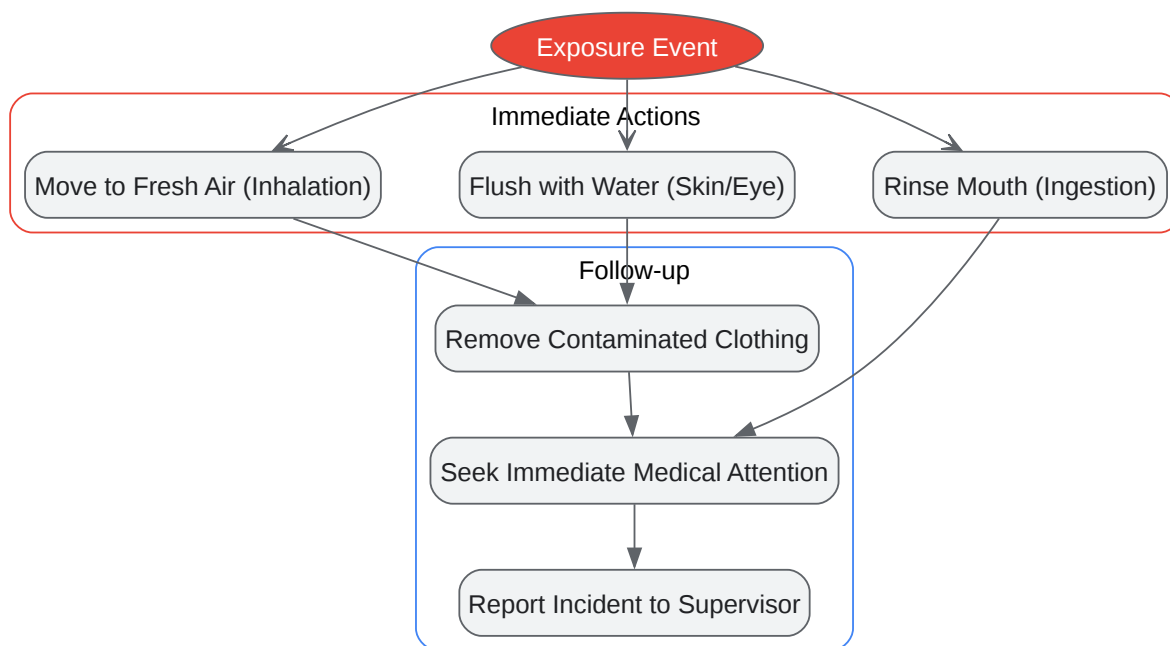 Exposure Event
Immediate Actions
Move to Fresh Air (Inhalation)
Flush with Water (Skin/Eye)
Rinse Mouth (Ingestion)
Follow-up
Remove Contaminated Clothing
Seek Immediate Medical Attention
Report Incident to Supervisor